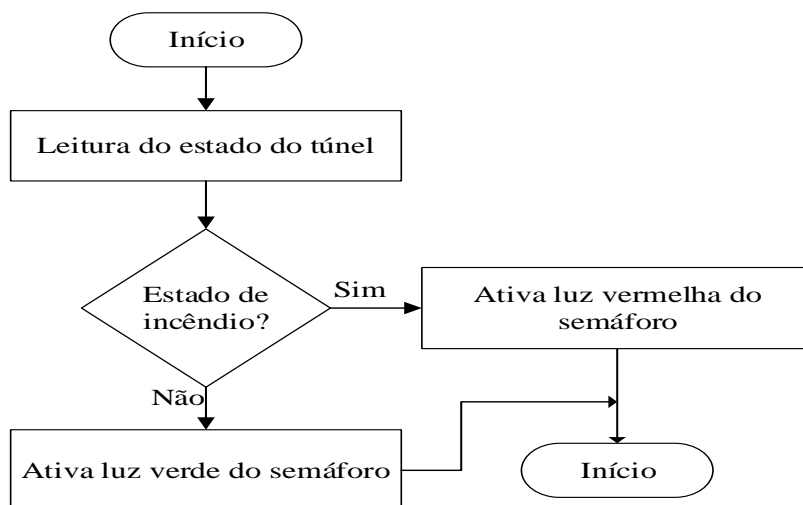 Início
Leitura do estado do túnel
Estado de
incêndio?
Sim
Ativa luz vermelha do
semáforo
Não
Ativa luz verde do semáforo
Início